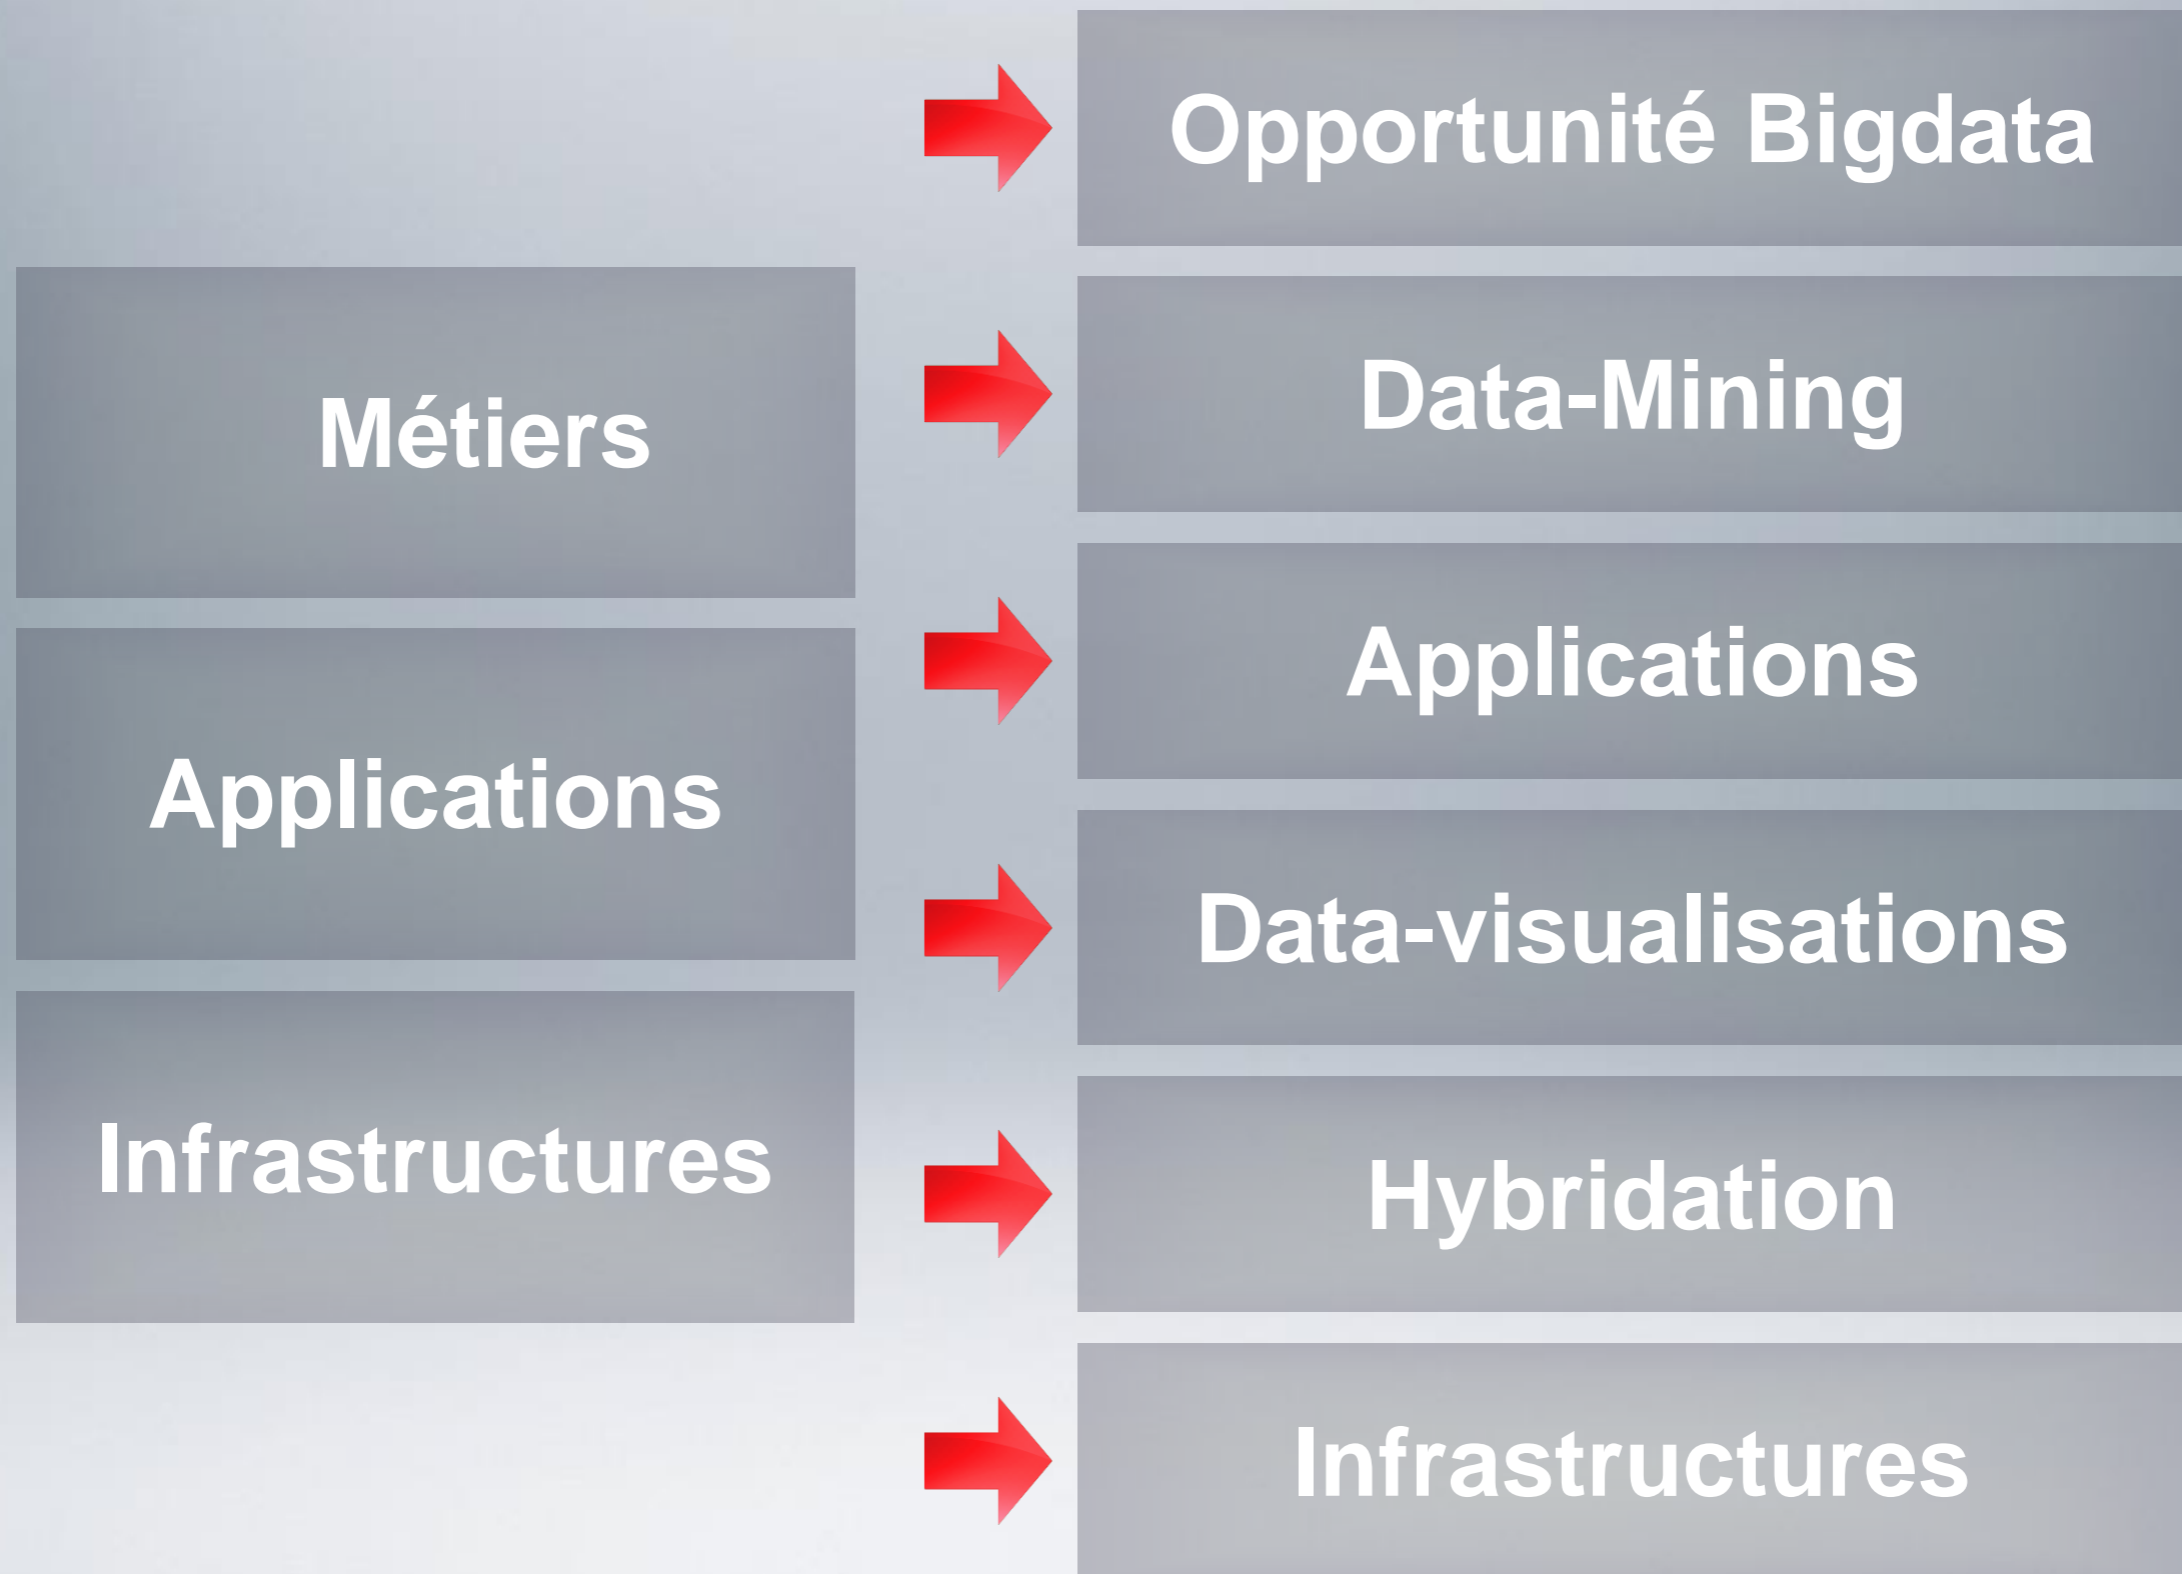 Métiers
Applications
Infrastructures
Opportunité Bigdata
Data-Mining
Applications
Data-visualisations
Hybridation
Infrastructures